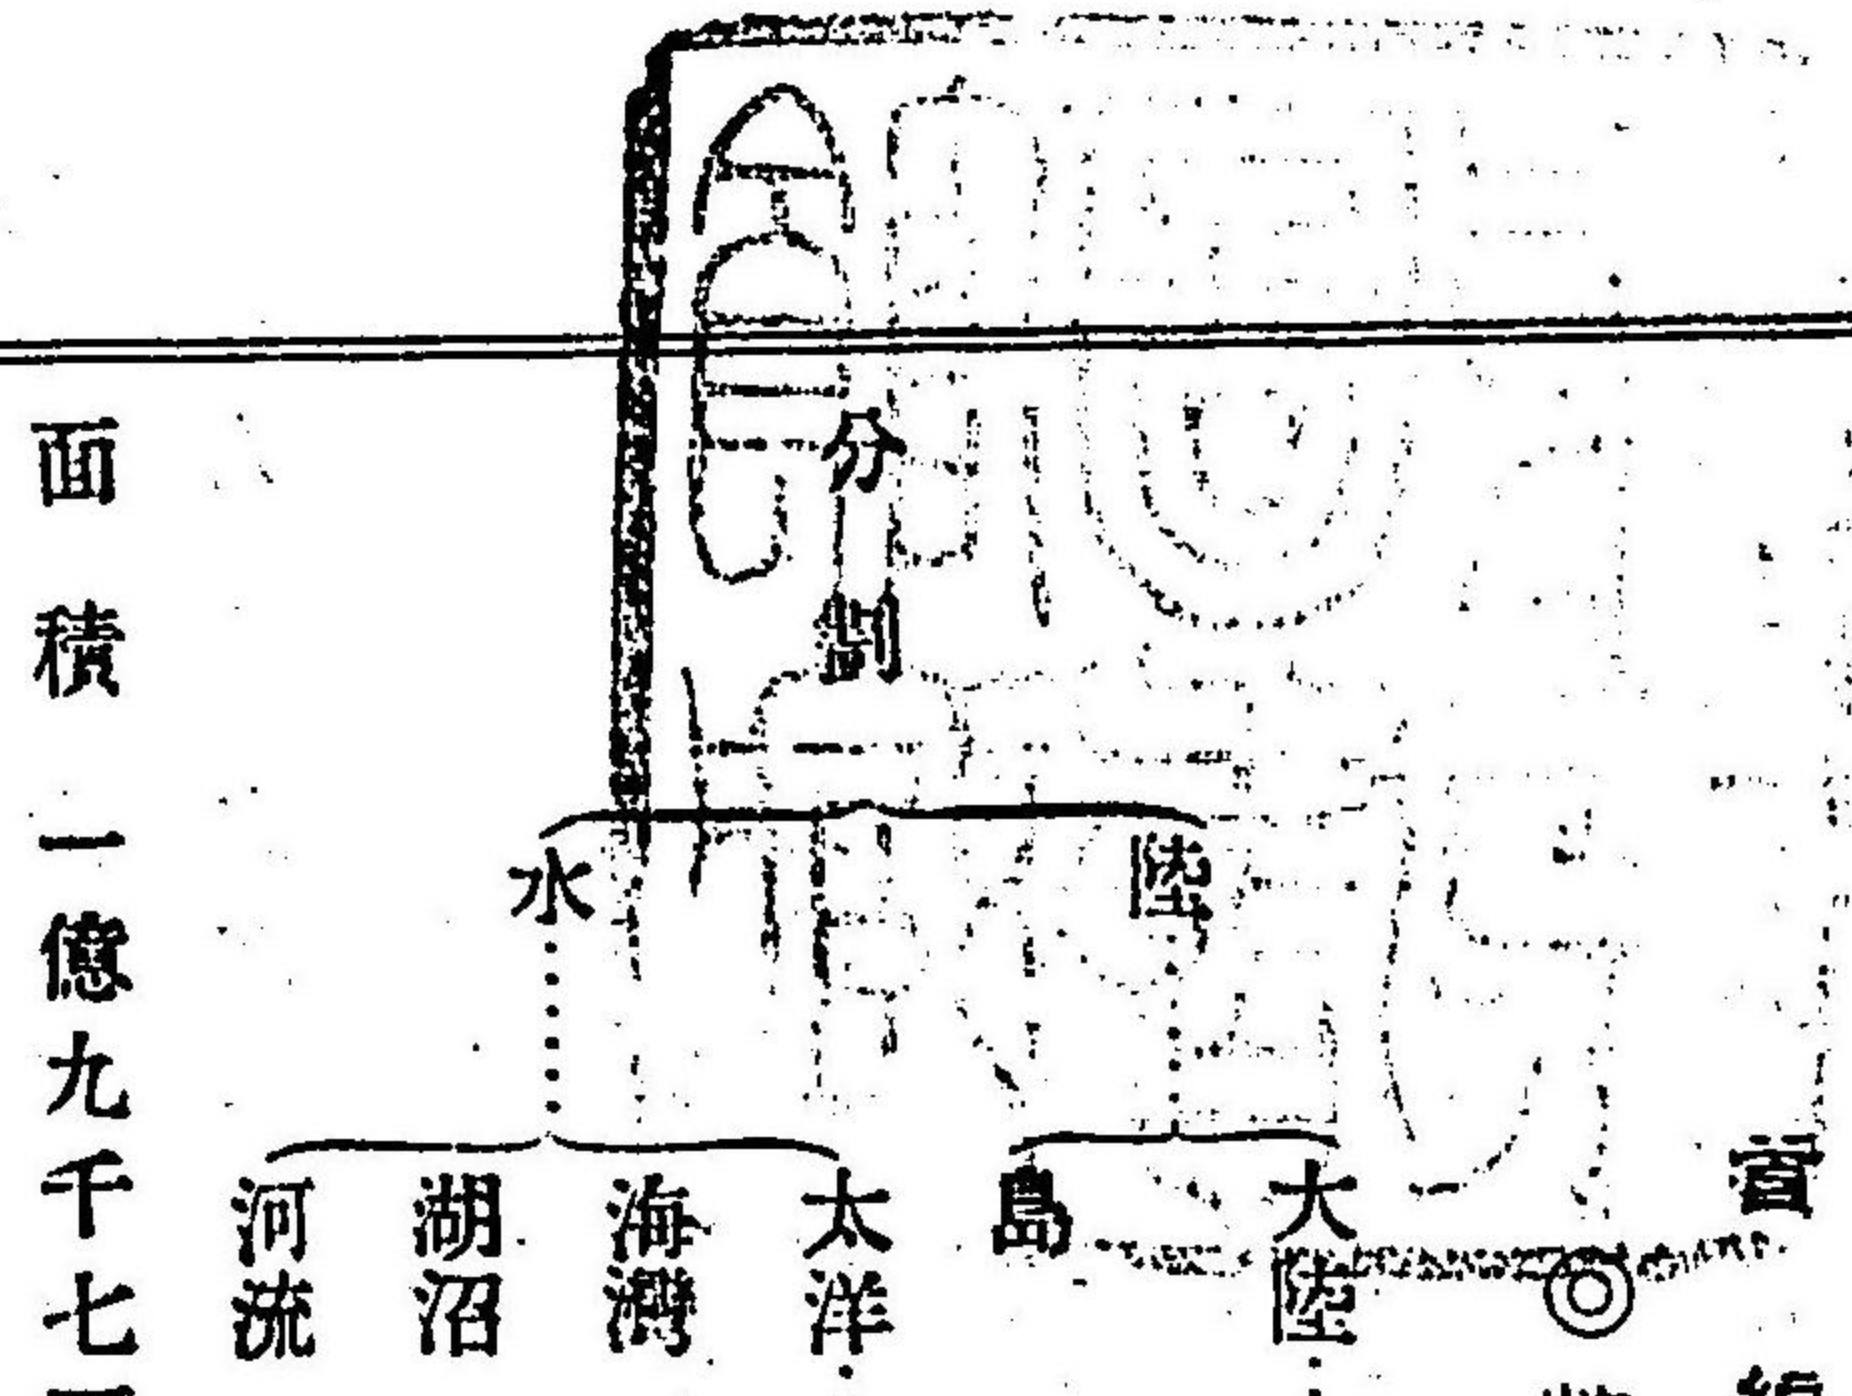 首
◎
分割
陸
水
大陸
島
太洋
海灣
湖沼
河流
面積 一億九千七